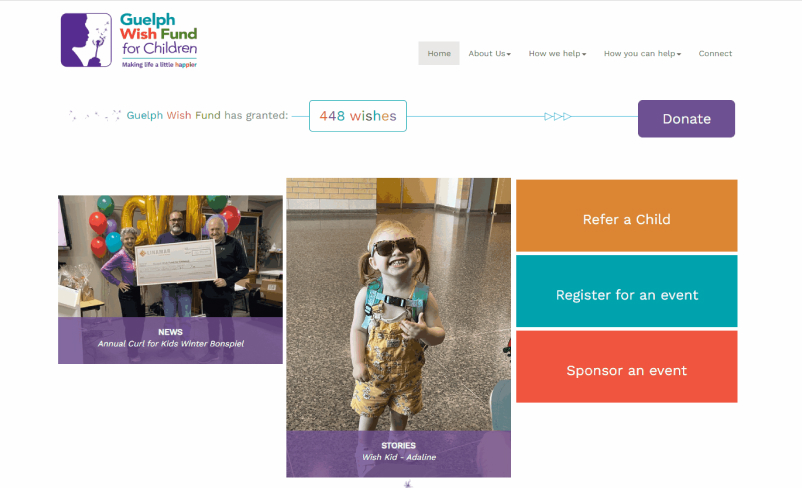 Guelph
Wish Fund
for Children
Making life a little happier
Home
About Us
How we help
How you can help
Connect
Guelph Wish Fund has granted:
448 wishes
Donate
NEWS
Annual Curl for Kids Winter Bonspiel
STORIES
Wish Kid - Adaline
Refer a Child
Register for an event
Sponsor an event